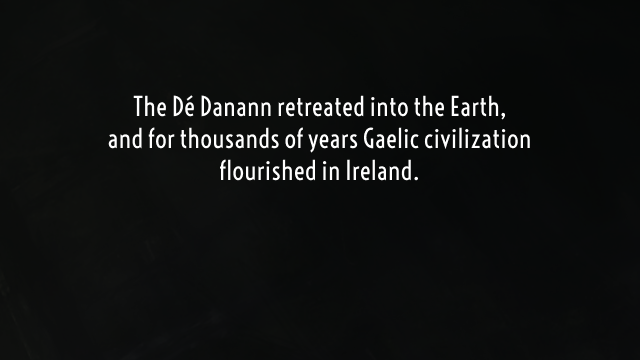 The Dé Danann retreated into the Earth,
and for thousands of years Gaelic civilization
flourished in Ireland.